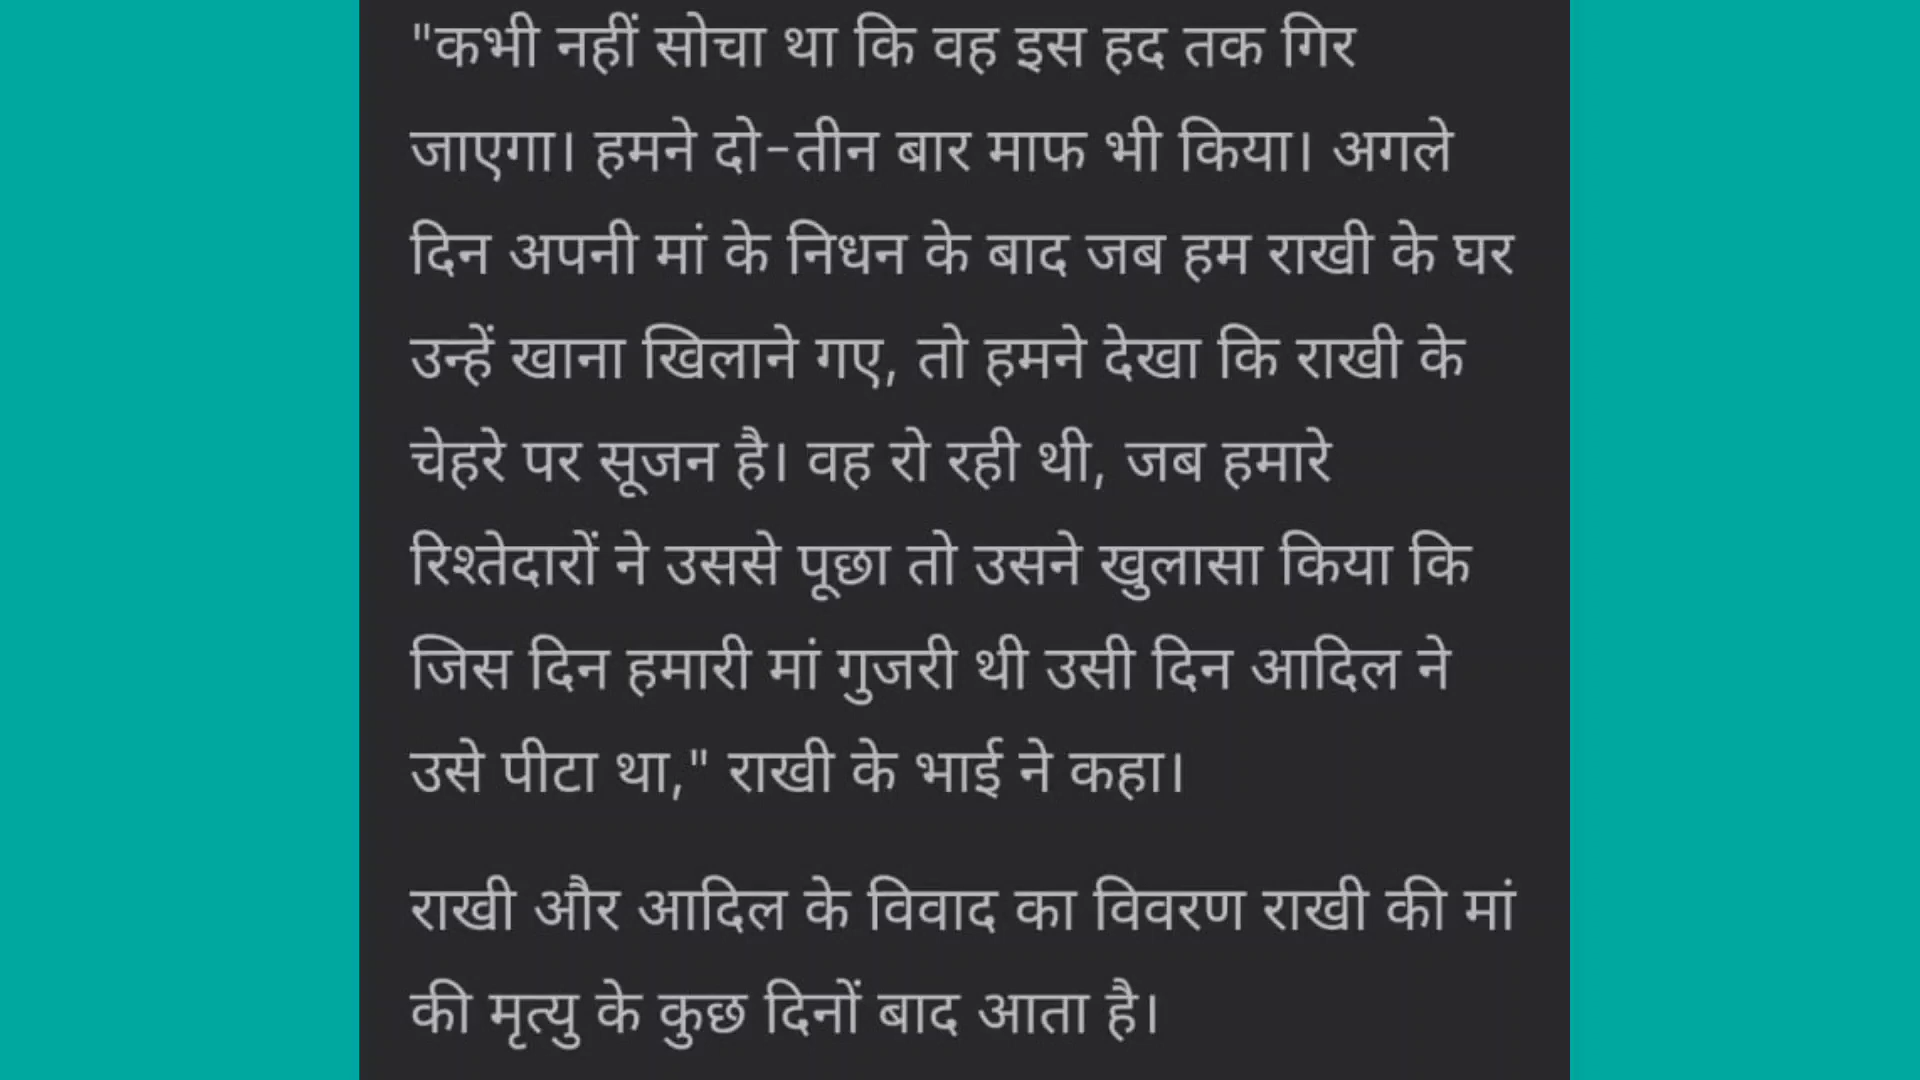 "कभी नहीं सोचा था कि वह इस हद तक गिर
जाएगा। हमने दो-तीन बार माफ भी किया। अगले
दिन अपनी मां के निधन के बाद जब हम राखी के घर
उन्हें खाना खिलाने गए, तो हमने देखा कि राखी के
चेहरे पर सूजन है। वह रो रही थी, जब हमारे
रिश्तेदारों ने उससे पूछा तो उसने खुलासा किया कि
जिस दिन हमारी मां गुजरी थी उसी दिन आदिल ने
उसे पीटा था," राखी के भाई ने कहा।
राखी और आदिल के विवाद का विवरण राखी की मां
की मृत्यु के कुछ दिनों बाद आता है।